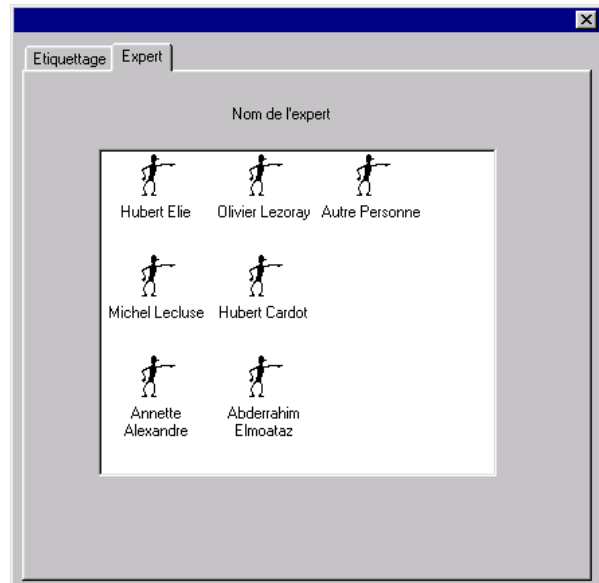 Etiquettage Expert
Nom de l'expert
Hubert Elie Olivier Lezoray Autre Personne
Michel Lecluse Hubert Cardot
Annette Abderrahim
Alexandre Elmoataz